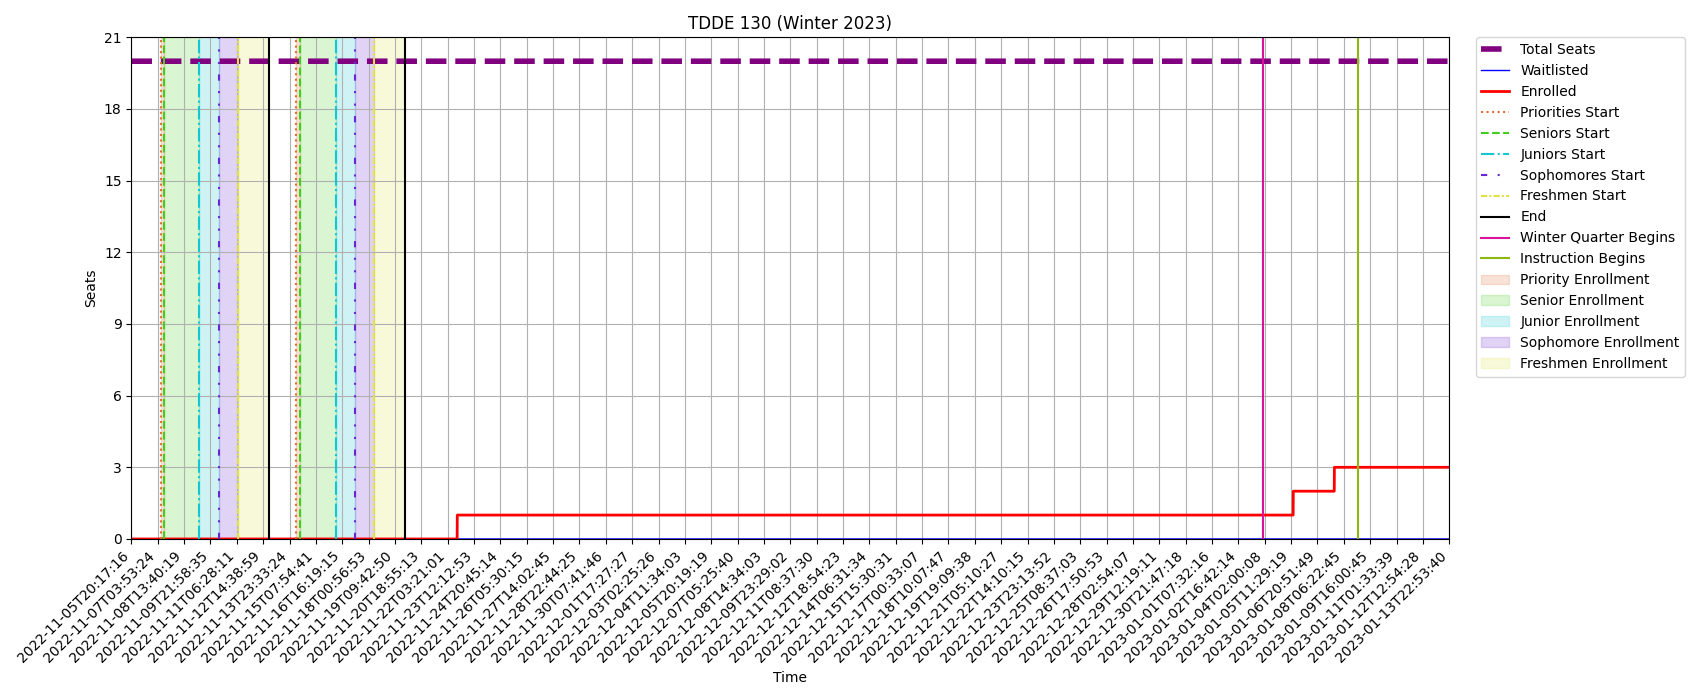 TDDE 130 (Winter 2023)
21
18
15
12
9
6
3
0
Seats
2022-11-05T20:17:16
2022-11-07T03:53:24
2022-11-08T13:40:19
2022-11-09T21:58:35
2022-11-11T06:28:11
2022-11-12T14:38:59
2022-11-13T23:33:24
2022-11-15T07:54:41
2022-11-16T16:19:15
2022-11-18T00:56:53
2022-11-19T09:42:50
2022-11-20T18:55:13
2022-11-22T03:21:01
2022-11-23T12:12:53
2022-11-24T20:45:14
2022-11-26T05:30:15
2022-11-27T14:02:45
2022-11-28T22:44:25
2022-11-30T07:41:46
2022-12-01T17:27:27
2022-12-03T02:25:26
2022-12-04T11:34:03
2022-12-05T20:19:19
2022-12-07T05:25:40
2022-12-08T14:34:03
2022-12-09T23:29:02
2022-12-11T08:37:30
2022-12-12T18:54:23
2022-12-14T06:31:34
2022-12-15T15:30:31
2022-12-17T00:33:07
2022-12-18T10:07:47
2022-12-19T19:09:38
2022-12-21T05:10:27
2022-12-22T14:10:15
2022-12-23T23:13:52
2022-12-25T08:37:03
2022-12-26T17:50:53
2022-12-28T02:54:07
2022-12-29T12:19:11
2022-12-30T21:47:18
2023-01-01T07:32:16
2023-01-02T16:42:14
2023-01-04T02:00:08
2023-01-05T11:29:19
2023-01-06T20:51:49
2023-01-08T06:22:45
2023-01-09T16:00:45
2023-01-11T01:33:39
2023-01-12T12:54:28
2023-01-13T22:53:40
Time
Total Seats
Waitlisted
Enrolled
Priorities Start
Seniors Start
Juniors Start
Sophomores Start
Freshmen Start
End
Winter Quarter Begins
Instruction Begins
Priority Enrollment
Senior Enrollment
Junior Enrollment
Sophomore Enrollment
Freshmen Enrollment